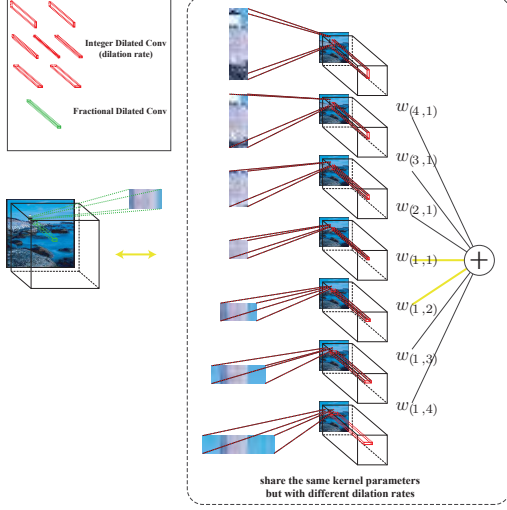 Integer Dilated Conv
(dilation rate)
Fractional Dilated Conv
w(4,1)
w(3,1)
w(2,1)
w(1,1)
+
w(1,2)
w(1,3)
w(1,4)
share the same kernel parameters
but with different dilation rates